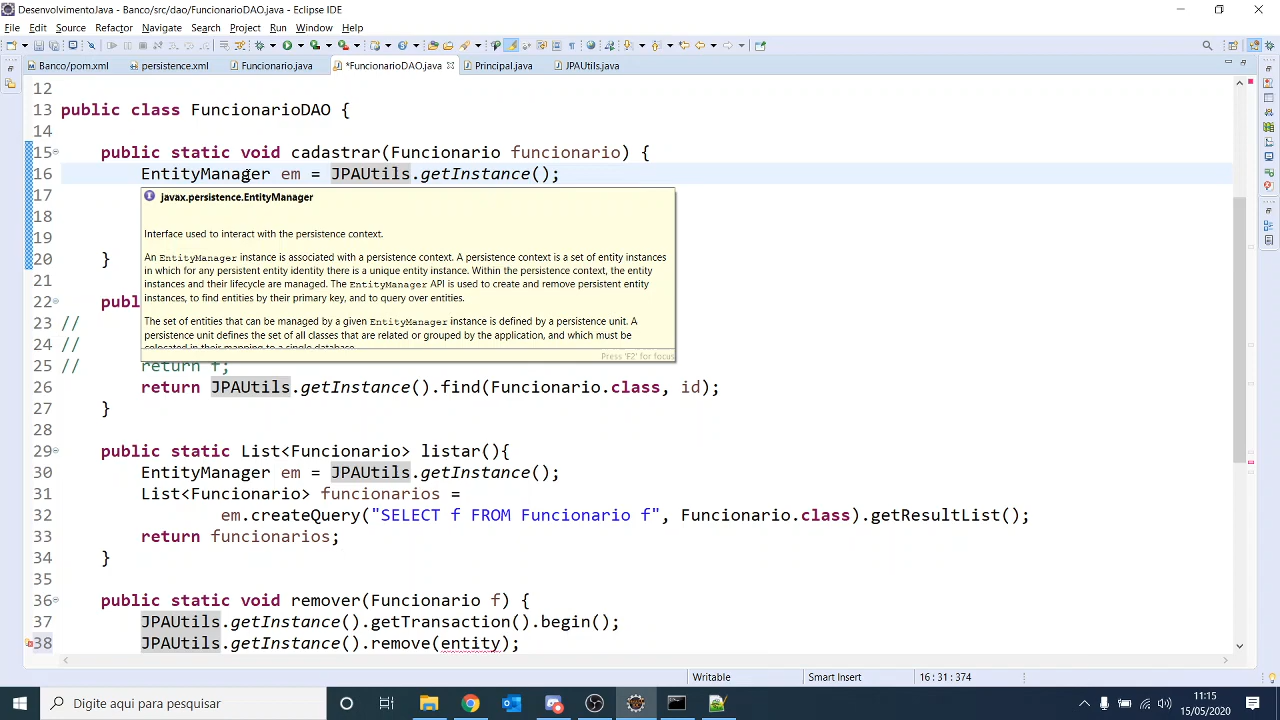 DesenvolvimentoJava - Banco/src/dao/FuncionarioDAO.java - Eclipse IDE
File Edit Source Refactor Navigate Search Project Run Window Help
Banco/pom.xml persistence.xml Funcionario.java *FuncionarioDAO.java Principal.java JPAUtils.java
12
13 public class FuncionarioDAO {
14
15 public static void cadastrar(Funcionario funcionario) {
16 EntityManager em = JPAUtils.getInstance();
17
javax.persistence.EntityManager
18
Interface used to interact with the persistence context.
19
An EntityManager instance is associated with a persistence context. A persistence context is a set of entity instances
20 }
in which for any persistent entity identity there is a unique entity instance. Within the persistence context, the entity
21
instances and their lifecycle are managed. The EntityManager API is used to create and remove persistent entity
22 publ
instances, to find entities by their primary key, and to query over entities.
23 //
The set of entities that can be managed by a given EntityManager instance is defined by a persistence unit. A
24 //
persistence unit defines the set of all classes that are related or grouped by the application, and which must be
colocated in their mapping to a single database.
Press 'F2' for focus
25 // return f;
26 return JPAUtils.getInstance().find(Funcionario.class, id);
27 }
28
29 public static List<Funcionario> listar(){
30 EntityManager em = JPAUtils.getInstance();
31 List<Funcionario> funcionarios =
32 em.createQuery("SELECT f FROM Funcionario f", Funcionario.class).getResultList();
33 return funcionarios;
34 }
35
36 public static void remover(Funcionario f) {
37 JPAUtils.getInstance().getTransaction().begin();
38 JPAUtils.getInstance().remove(entity);
Writable Smart Insert 16 : 31 : 374
Digite aqui para pesquisar
11:15
15/05/2020